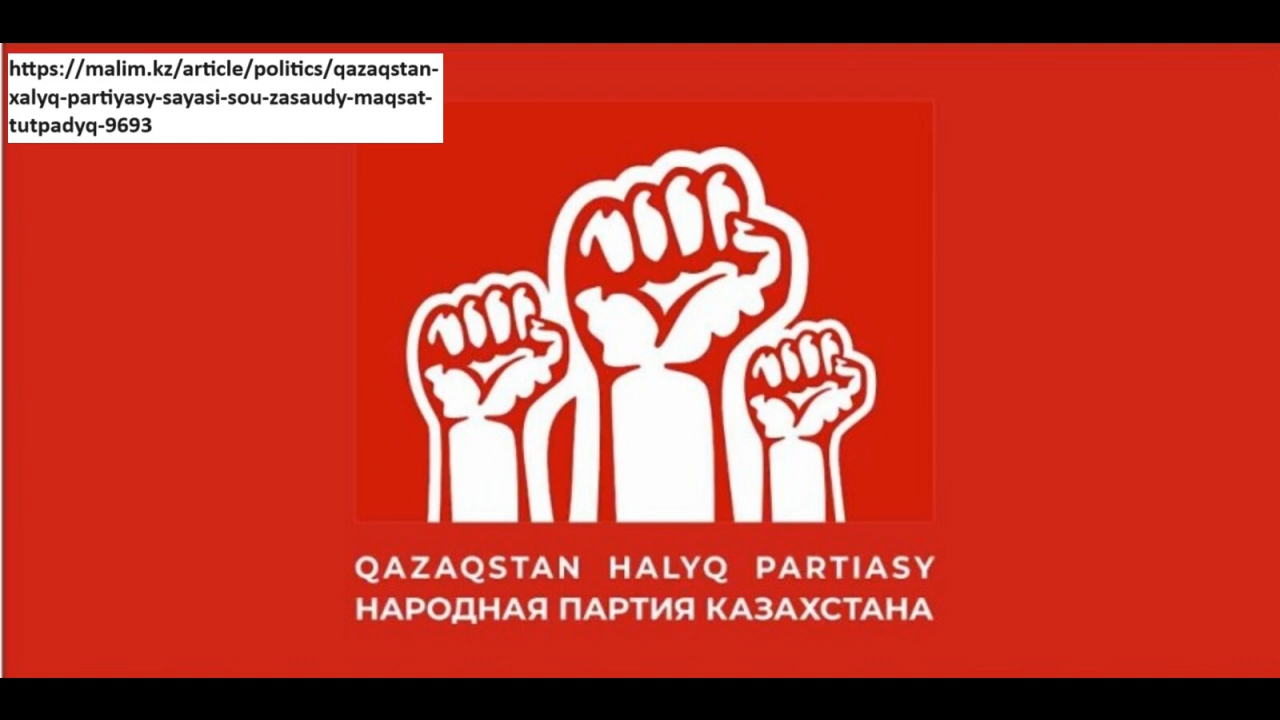 https://malim.kz/article/politics/qazaqstan-
xalyq-partiyasy-sayasi-sou-zasaudy-maqsat-
tutpadyq-9693
QAZAQSTAN HALYQ PARTIASY
НАРОДНАЯ ПАРТИЯ КАЗАХСТАНА